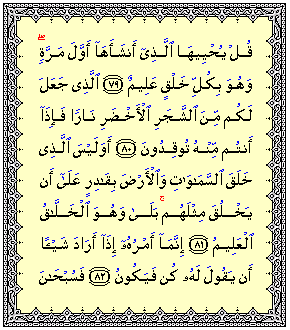 قُلْ يُحْيِيهَا ٱلَّذِىٓ أَنشَأَهَآ أَوَّلَ مَرَّةٍۢ ۖ
وَهُوَ بِكُلِّ خَلْقٍ عَلِيمٌ ﴿٧٩﴾ ٱلَّذِى جَعَلَ
لَكُم مِّنَ ٱلشَّجَرِ ٱلْأَخْضَرِ نَارًۭا فَإِذَآ
أَنتُم مِّنْهُ تُوقِدُونَ ﴿٨٠﴾ أَوَلَيْسَ ٱلَّذِى
خَلَقَ ٱلسَّمَـٰوَٰتِ وَٱلْأَرْضَ بِقَـٰدِرٍ عَلَىٰٓ أَن
يَخْلُقَ مِثْلَهُم ۚ بَلَىٰ وَهُوَ ٱلْخَلَّـٰقُ
ٱلْعَلِيمُ ﴿٨١﴾ إِنَّمَآ أَمْرُهُۥٓ إِذَآ أَرَادَ شَيْـًٔا
أَن يَقُولَ لَهُۥ كُن فَيَكُونُ ﴿٨٢﴾ فَسُبْحَـٰنَ